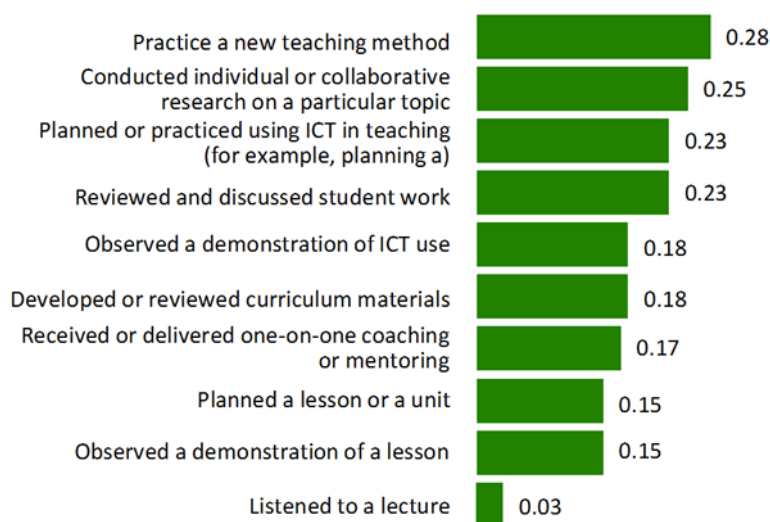 Practice a new teaching method 0.28
Conducted individual or collaborative
research on a particular topic 0.25
Planned or practiced using ICT in teaching
(for example, planning a) 0.23
Reviewed and discussed student work 0.23
Observed a demonstration of ICT use 0.18
Developed or reviewed curriculum materials 0.18
Received or delivered one-on-one coaching
or mentoring 0.17
Planned a lesson or a unit 0.15
Observed a demonstration of a lesson 0.15
Listened to a lecture 0.03